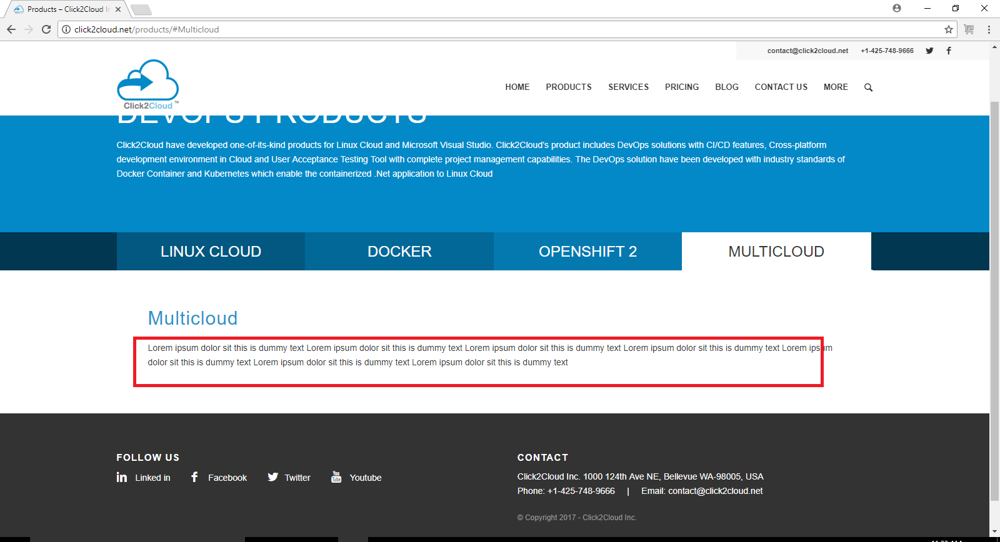 Products – Click2Cloud In
click2cloud.net/products/#Multicloud
contact@click2cloud.net +1-425-748-9666
Click2Cloud ™
HOME PRODUCTS SERVICES PRICING BLOG CONTACT US MORE
DEVOPS PRODUCTS
Click2Cloud have developed one-of-its-kind products for Linux Cloud and Microsoft Visual Studio. Click2Cloud's product includes DevOps solutions with CI/CD features, Cross-platform
development environment in Cloud and User Acceptance Testing Tool with complete project management capabilities. The DevOps solution have been developed with industry standards of
Docker Container and Kubernetes which enable the containerized .Net application to Linux Cloud
LINUX CLOUD DOCKER OPENSHIFT 2 MULTICLOUD
Multicloud
Lorem ipsum dolor sit this is dummy text Lorem ipsum dolor sit this is dummy text Lorem ipsum dolor sit this is dummy text Lorem ipsum dolor sit this is dummy text Lorem ipsum
dolor sit this is dummy text Lorem ipsum dolor sit this is dummy text Lorem ipsum dolor sit this is dummy text
FOLLOW US
Linked in Facebook Twitter Youtube
CONTACT
Click2Cloud Inc. 1000 124th Ave NE, Bellevue WA-98005, USA
Phone: +1-425-748-9666 | Email: contact@click2cloud.net
© Copyright 2017 - Click2Cloud Inc.